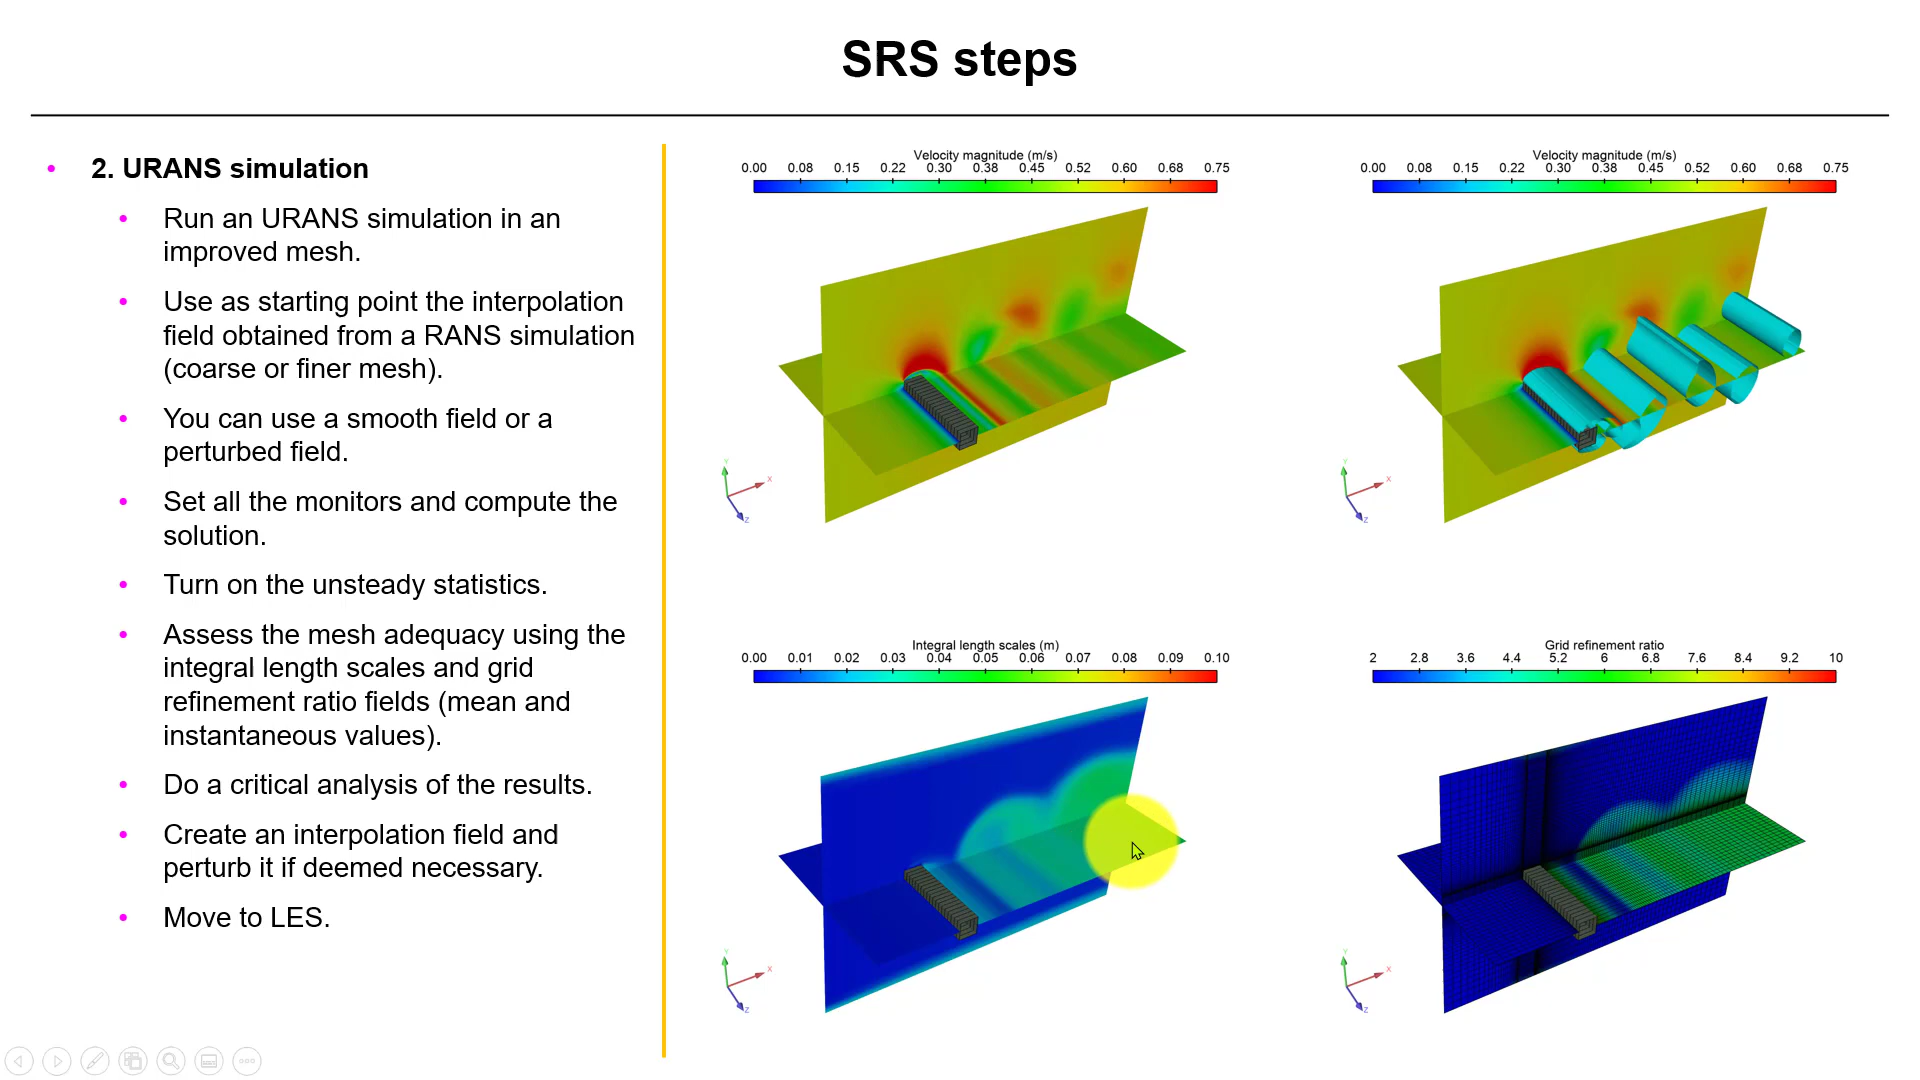 SRS steps
2. URANS simulation
Run an URANS simulation in an
improved mesh.
Use as starting point the interpolation
field obtained from a RANS simulation
(coarse or finer mesh).
You can use a smooth field or a
perturbed field.
Set all the monitors and compute the
solution.
Turn on the unsteady statistics.
Assess the mesh adequacy using the
integral length scales and grid
refinement ratio fields (mean and
instantaneous values).
Do a critical analysis of the results.
Create an interpolation field and
perturb it if deemed necessary.
Move to LES.
Velocity magnitude (m/s)
0.00 0.08 0.15 0.22 0.30 0.38 0.45 0.52 0.60 0.68 0.75
Y
X
Z
Velocity magnitude (m/s)
0.00 0.08 0.15 0.22 0.30 0.38 0.45 0.52 0.60 0.68 0.75
Y
X
Z
Integral length scales (m)
0.00 0.01 0.02 0.03 0.04 0.05 0.06 0.07 0.08 0.09 0.10
Y
X
Z
Grid refinement ratio
2 2.8 3.6 4.4 5.2 6 6.8 7.6 8.4 9.2 10
Y
X
Z